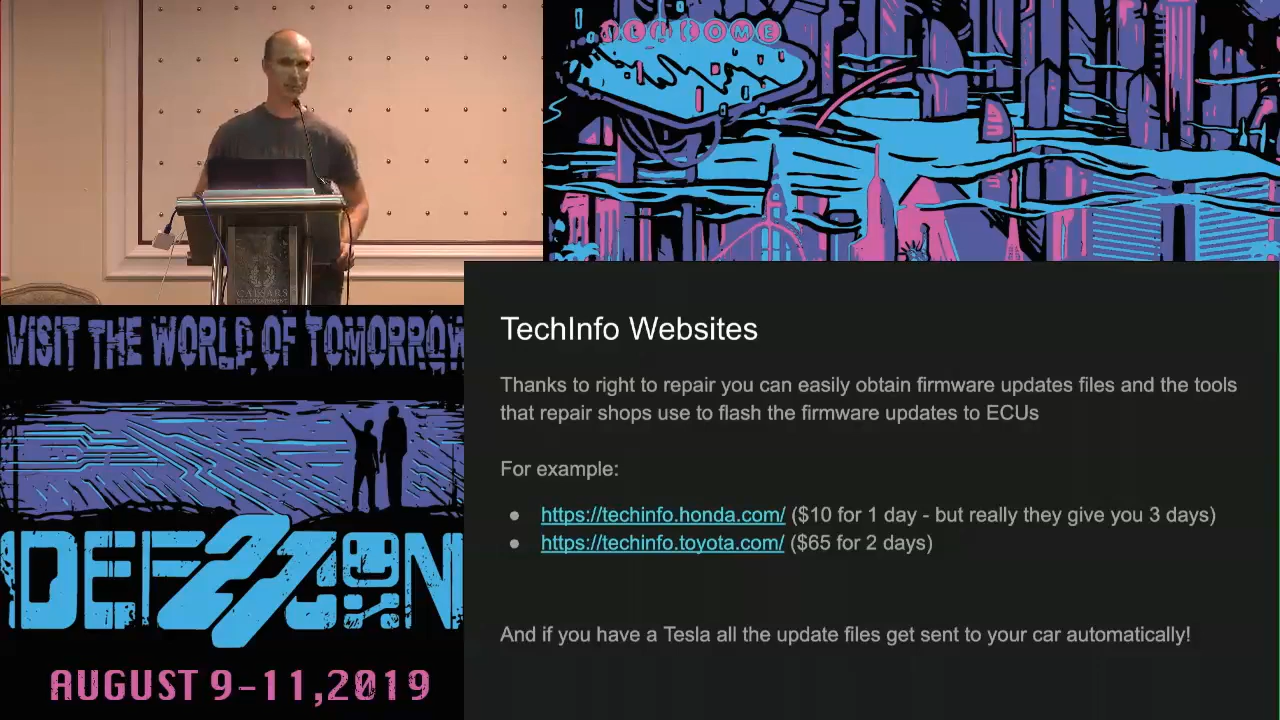 WELCOME
CAESARS
ENTERTAINMENT
VISIT THE WORLD OF TOMORROW
DEF 27 CON
AUGUST 9-11,2019
TechInfo Websites
Thanks to right to repair you can easily obtain firmware updates files and the tools
that repair shops use to flash the firmware updates to ECUs
For example:
● https://techinfo.honda.com/ ($10 for 1 day - but really they give you 3 days)
● https://techinfo.toyota.com/ ($65 for 2 days)
And if you have a Tesla all the update files get sent to your car automatically!